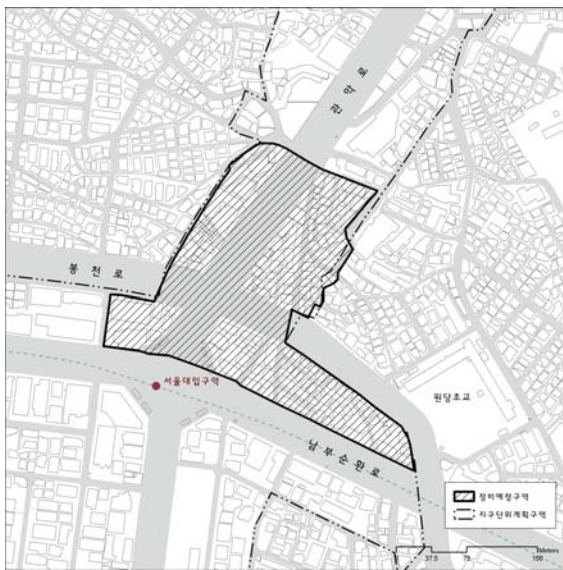 관악로
봉천로
서울대입구역
원당초교
남부순환로
정비예정구역
지구단위계획구역
Meters
37.5
75
150